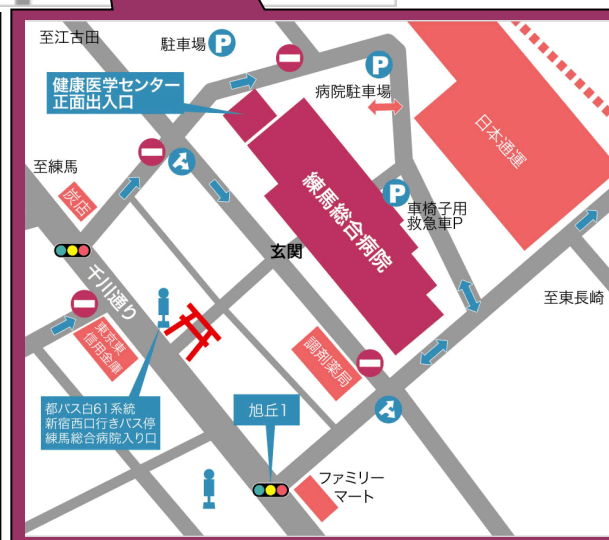 至江古田
駐車場
P
健康医学センター
正面出入口
P
病院駐車場
日本通運
至練馬
炭店
練馬総合病院
P
車椅子用
救急車P
玄関
千川通り
至東長崎
東京東
信用金庫
調剤薬局
都バス白61系統
新宿西口行きバス停
練馬総合病院入り口
旭丘1
ファミリー
マート